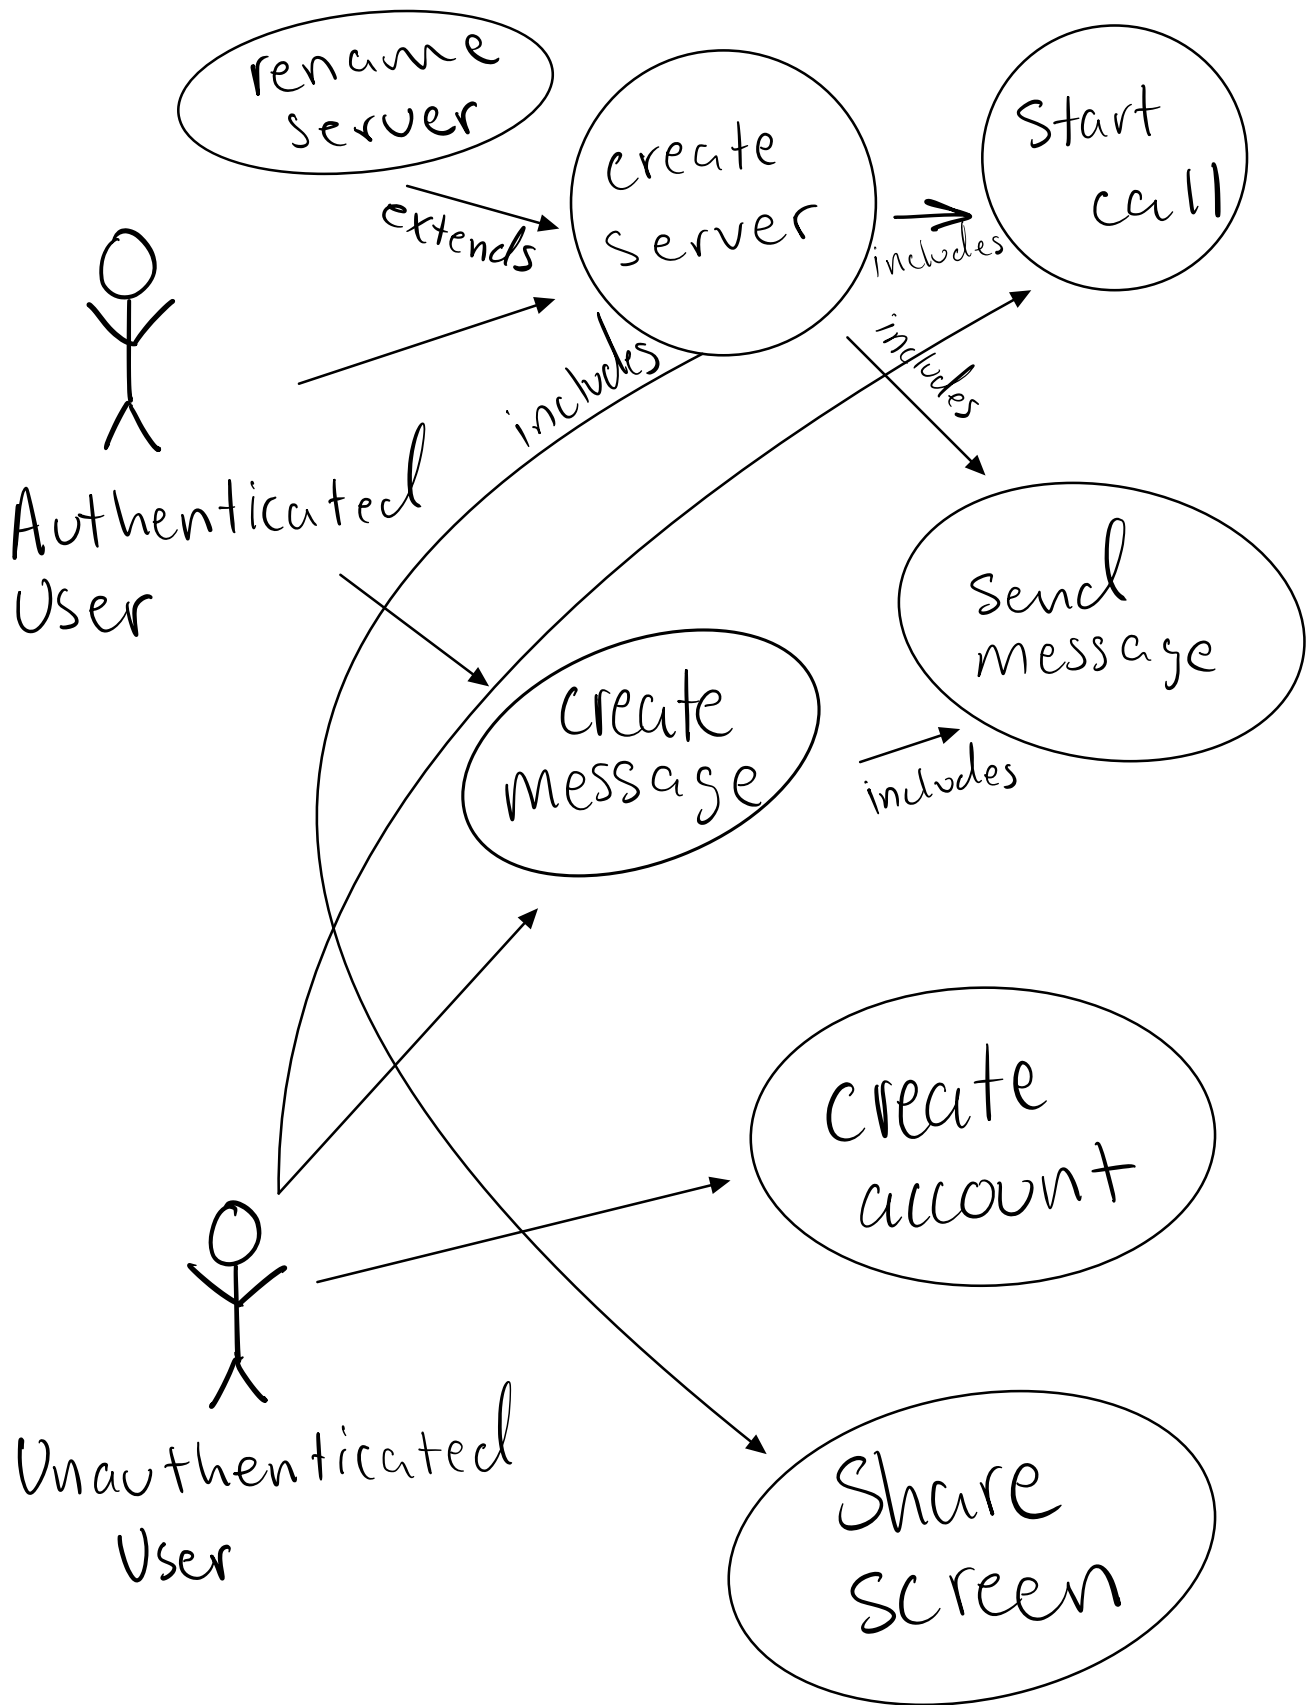 rename
server
create
server
Start
call
extends
includes
includes
includes
Authenticated
User
send
message
create
message
includes
create
account
Unauthenticated
User
Share
screen